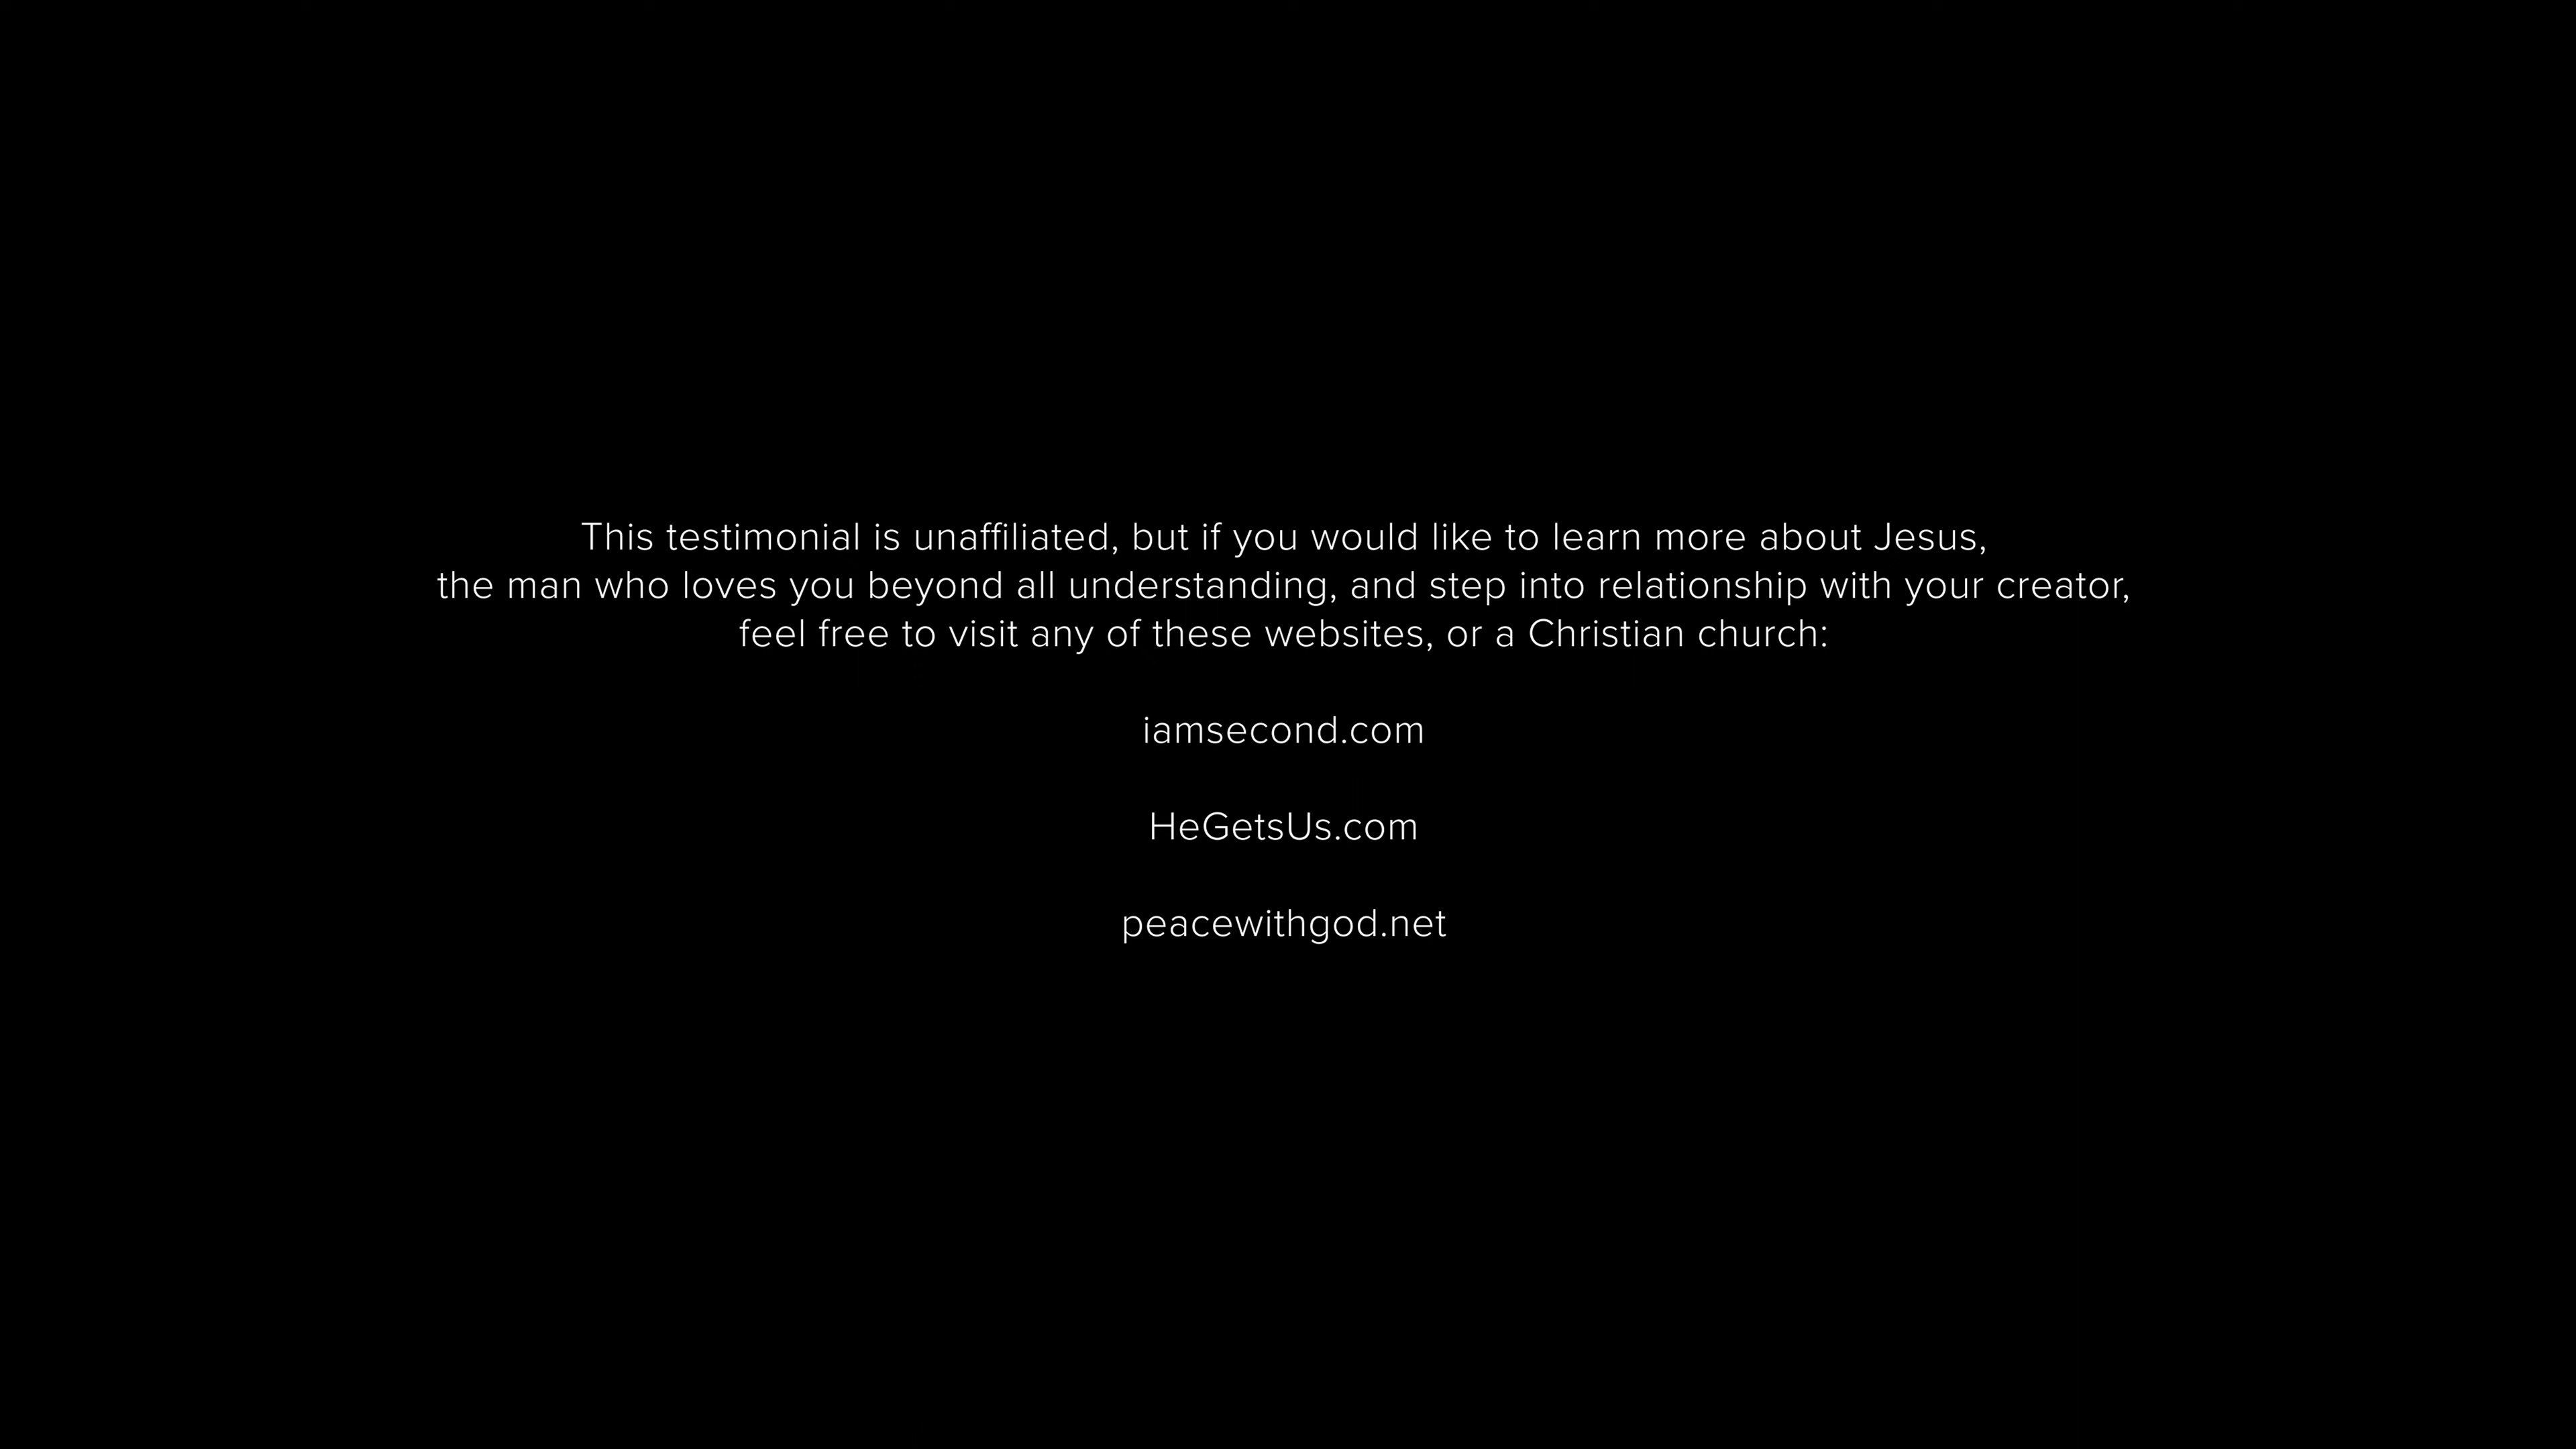 This testimonial is unaffiliated, but if you would like to learn more about Jesus,
the man who loves you beyond all understanding, and step into relationship with your creator,
feel free to visit any of these websites, or a Christian church:
iamsecond.com
HeGetsUs.com
peacewithgod.net